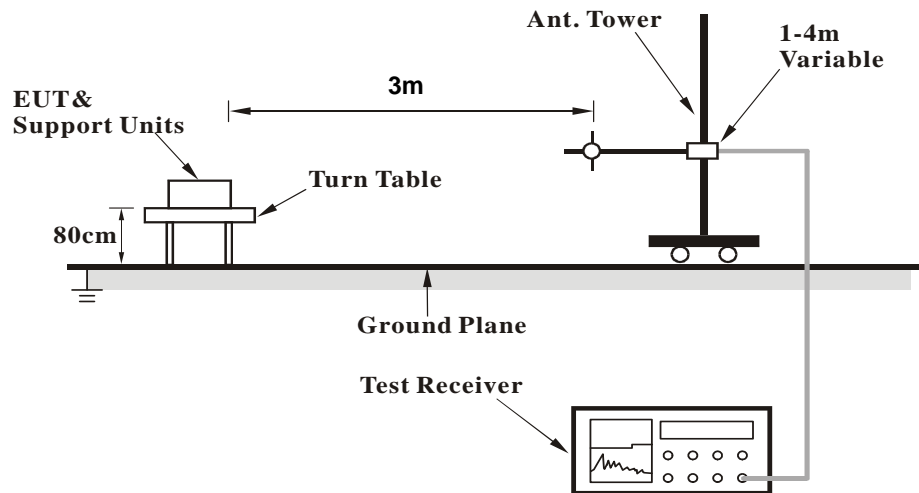 Ant. Tower
1-4m
Variable
3m
EUT&
Support Units
Turn Table
80cm
Ground Plane
Test Receiver